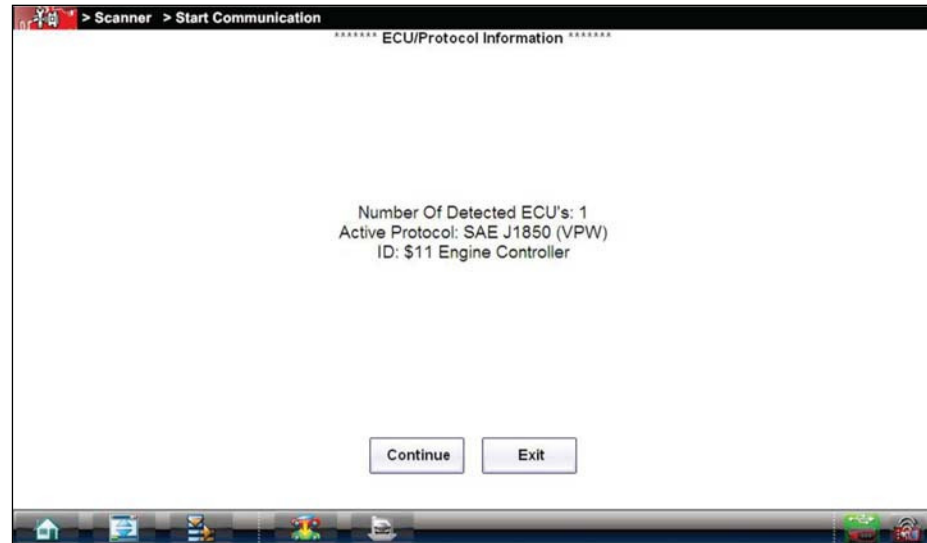 > Scanner > Start Communication
******* ECU/Protocol Information *******
Number Of Detected ECU's: 1
Active Protocol: SAE J1850 (VPW)
ID: $11 Engine Controller
Continue Exit